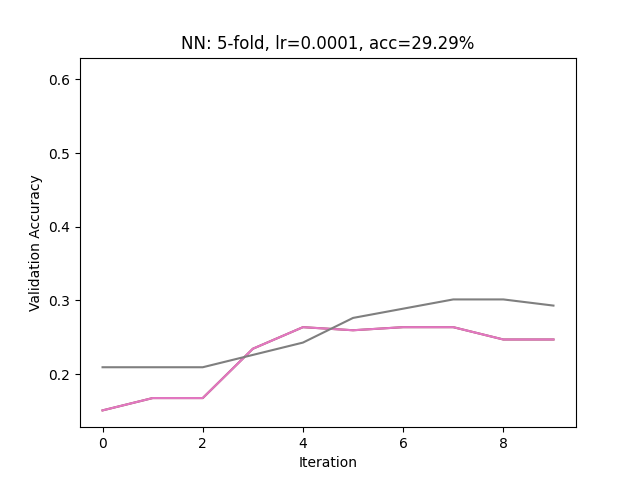 NN: 5-fold, lr=0.0001, acc=29.29%
0.6
0.5
0.4
0.3
0.2
Validation Accuracy
0 2 4 6 8
Iteration